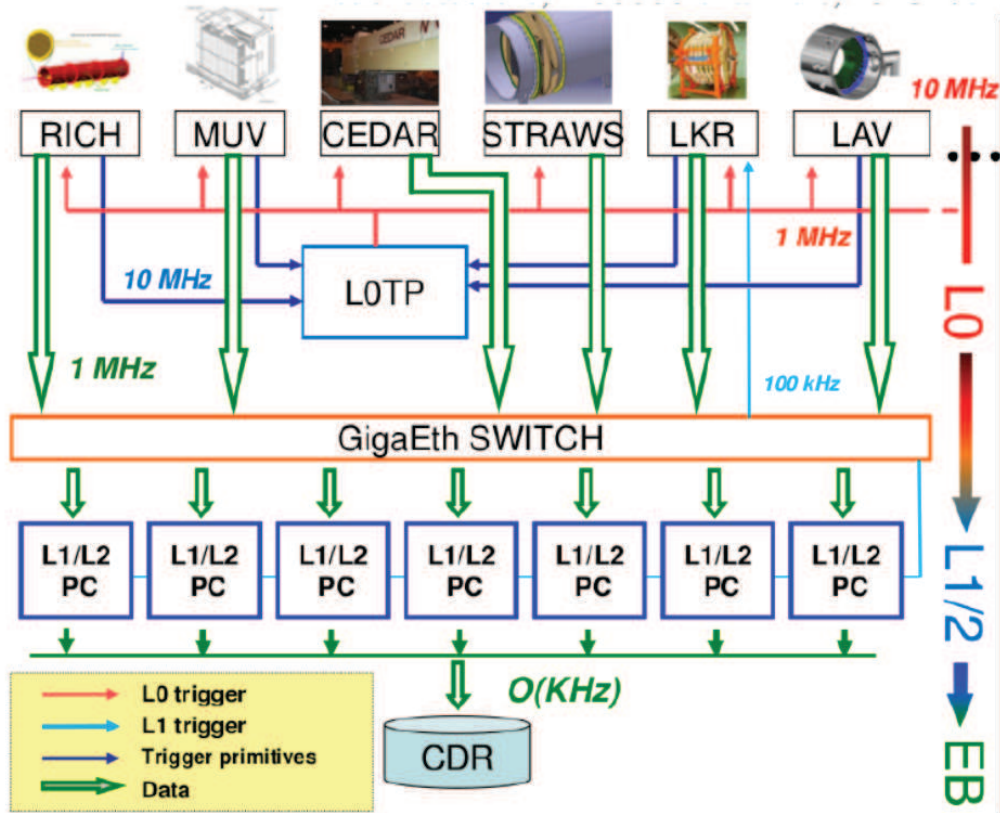 CEDAR
10 MHz
RICH
MUV
CEDAR
STRAWS
LKR
LAV
1 MHz
10 MHz
L0TP
L0
1 MHz
100 kHz
GigaEth SWITCH
L1/L2
PC
L1/L2
PC
L1/L2
PC
L1/L2
PC
L1/L2
PC
L1/L2
PC
L1/L2
PC
L1/2
O(KHz)
L0 trigger
L1 trigger
Trigger primitives
Data
CDR
EB